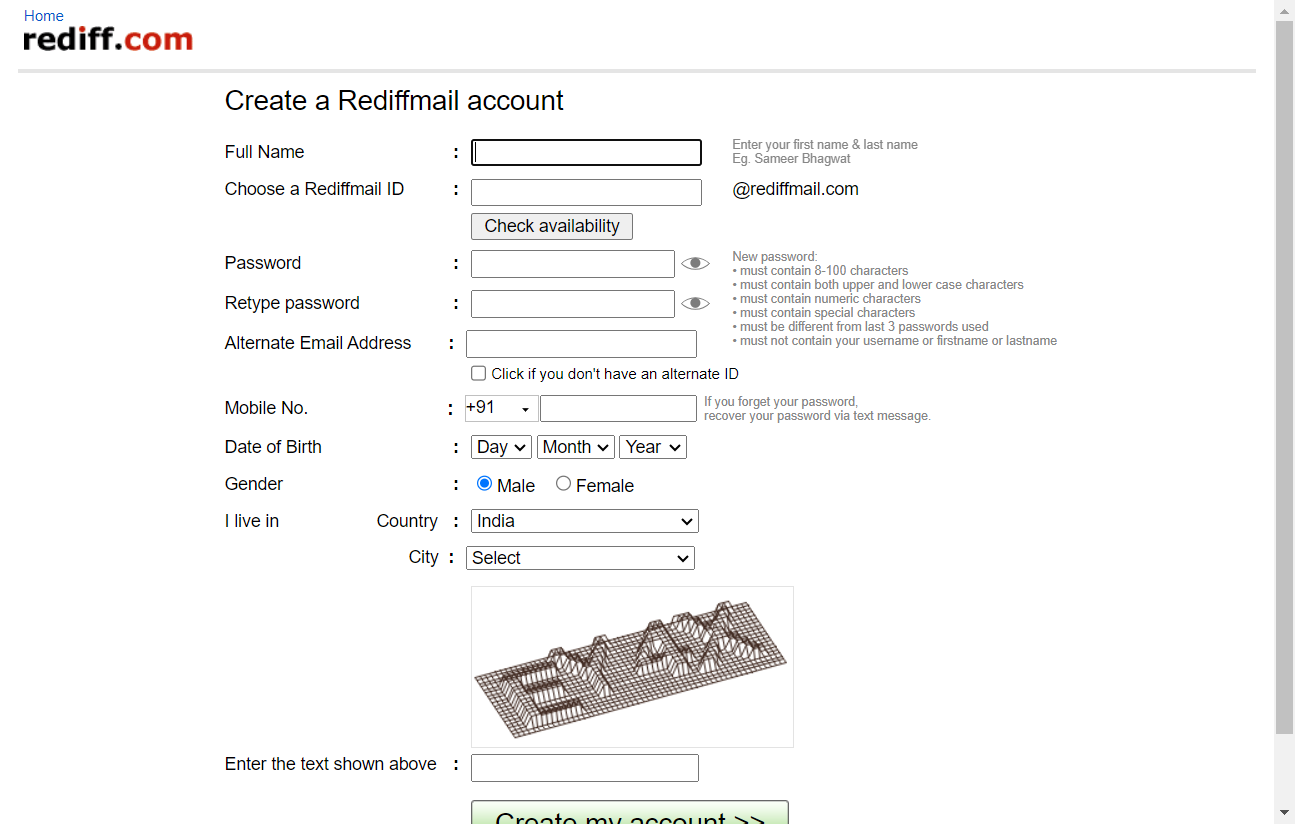 Home
rediff.com
Create a Rediffmail account
Full Name :
Enter your first name & last name
Eg. Sameer Bhagwat
Choose a Rediffmail ID : @rediffmail.com
Check availability
Password :
New password:
• must contain 8-100 characters
• must contain both upper and lower case characters
• must contain numeric characters
• must contain special characters
• must be different from last 3 passwords used
• must not contain your username or firstname or lastname
Retype password :
Alternate Email Address :
Click if you don't have an alternate ID
Mobile No. : +91
If you forget your password,
recover your password via text message.
Date of Birth : Day Month Year
Gender : Male Female
I live in Country : India
City : Select
Enter the text shown above :
Create my account >>